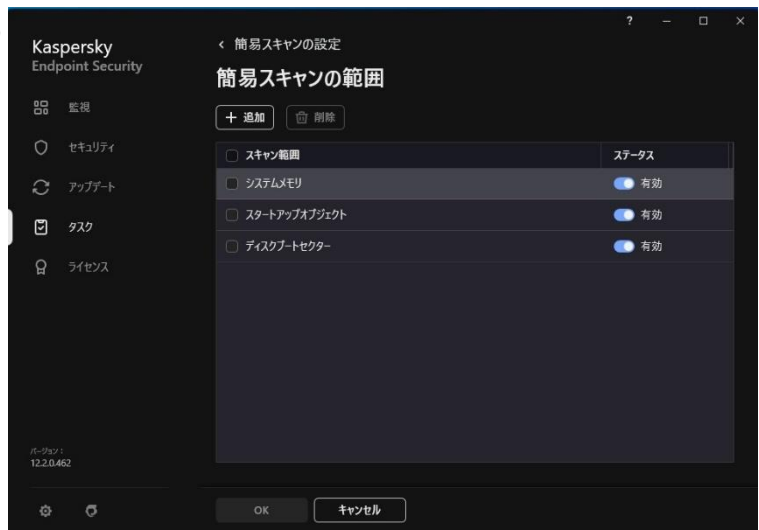 ? – □ ×
Kaspersky
Endpoint Security
監視
セキュリティ
アップデート
タスク
ライセンス
バージョン:
12.2.0.462
< 簡易スキャンの設定
簡易スキャンの範囲
+ 追加 削除
スキャン範囲 ステータス
システムメモリ 有効
スタートアップオブジェクト 有効
ディスクブートセクター 有効
OK キャンセル